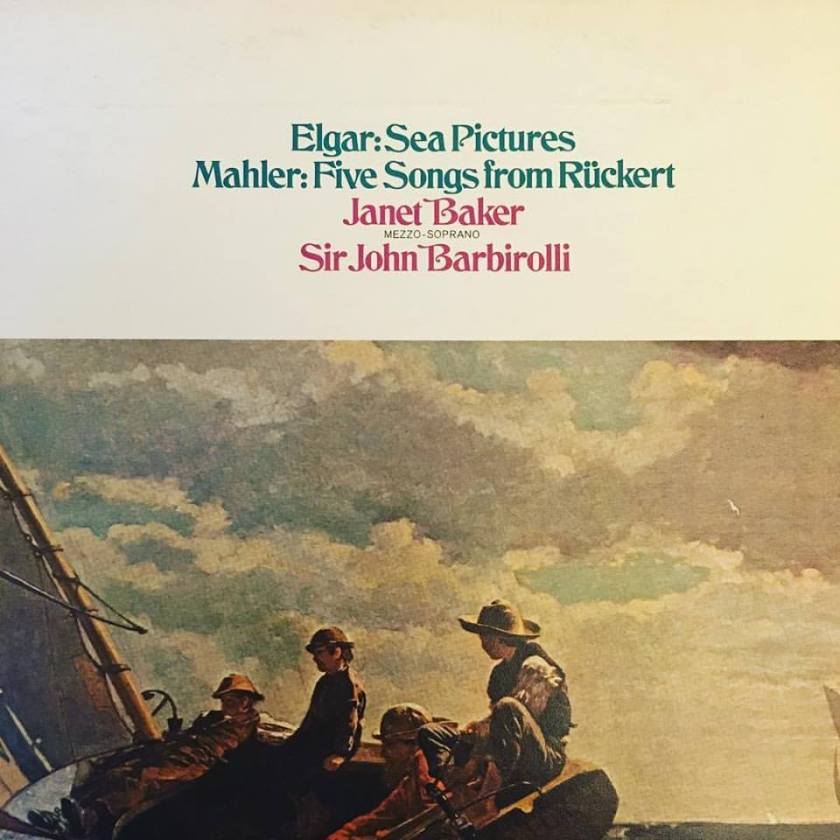 Elgar: Sea Pictures
Mahler: Five Songs from Rückert
Janet Baker
MEZZO-SOPRANO
Sir John Barbirolli